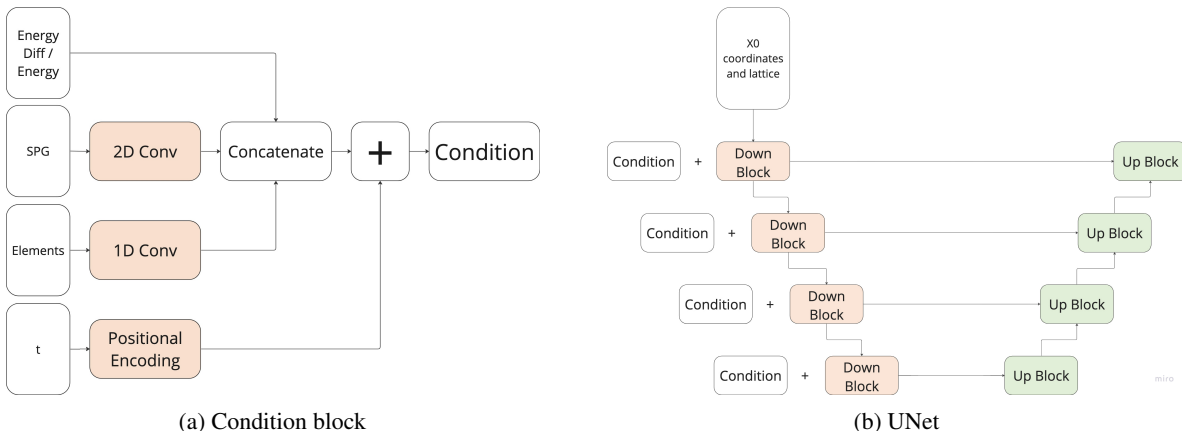 Energy
Diff /
Energy
SPG
2D Conv
Concatenate
+
Condition
Elements
1D Conv
t
Positional
Encoding
(a) Condition block
X0
coordinates
and lattice
Condition
+
Down
Block
Up Block
Condition
+
Down
Block
Up Block
Condition
+
Down
Block
Up Block
Condition
+
Down
Block
Up Block
miro
(b) UNet